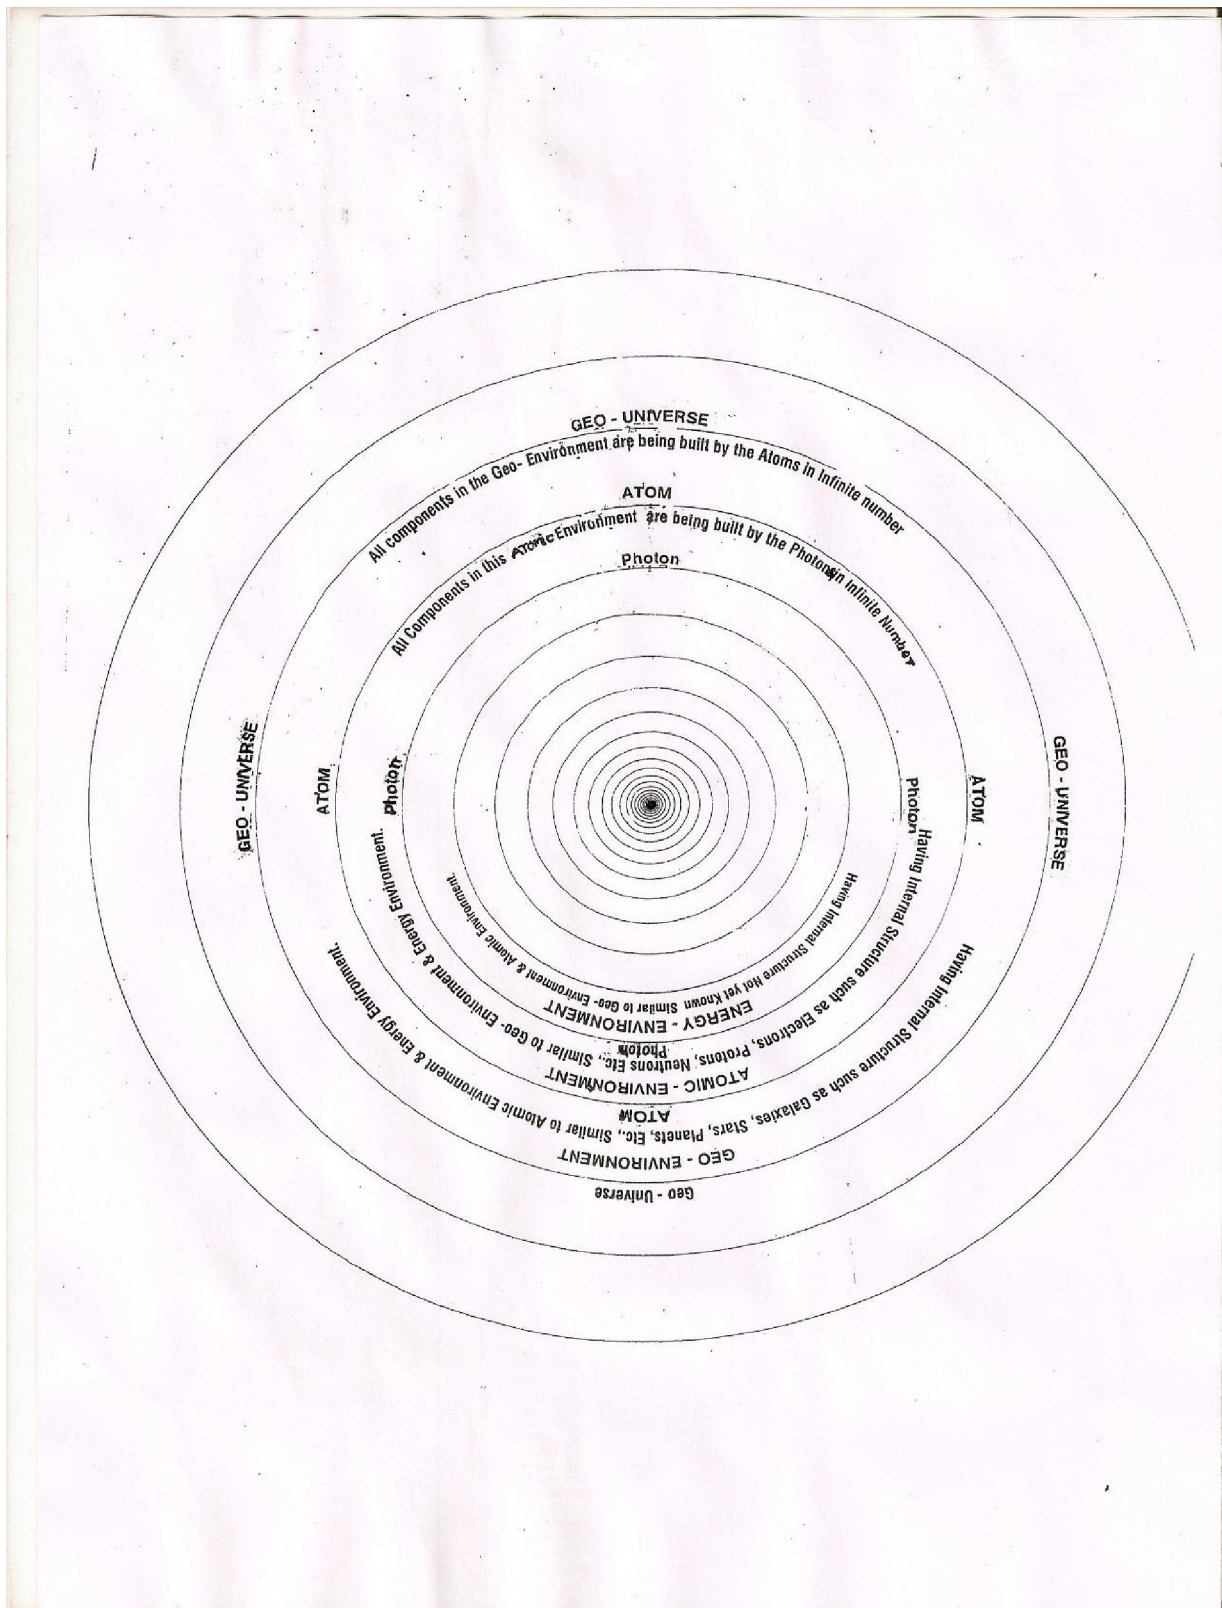 GEO - UNIVERSE
All components in the Geo- Environment are being built by the Atoms in Infinite number
ATOM
All Components in this Atomic Environment are being built by the Photons in Infinite Number
Photon
GEO - UNIVERSE
ATOM
Photon
Photon
ATOM
GEO - UNIVERSE
Having Internal Structure Not yet Known Similar to Geo- Environment & Atomic Environment.
ENERGY - ENVIRONMENT
Photon
Having Internal Structure such as Electrons, Protons, Neutrons Etc., Similar to Geo- Environment & Energy Environment.
ATOMIC - ENVIRONMENT
ATOM
Having Internal Structure such as Galaxies, Stars, Planets, Etc., Similar to Atomic Environment & Energy Environment.
GEO - ENVIRONMENT
Geo - Universe